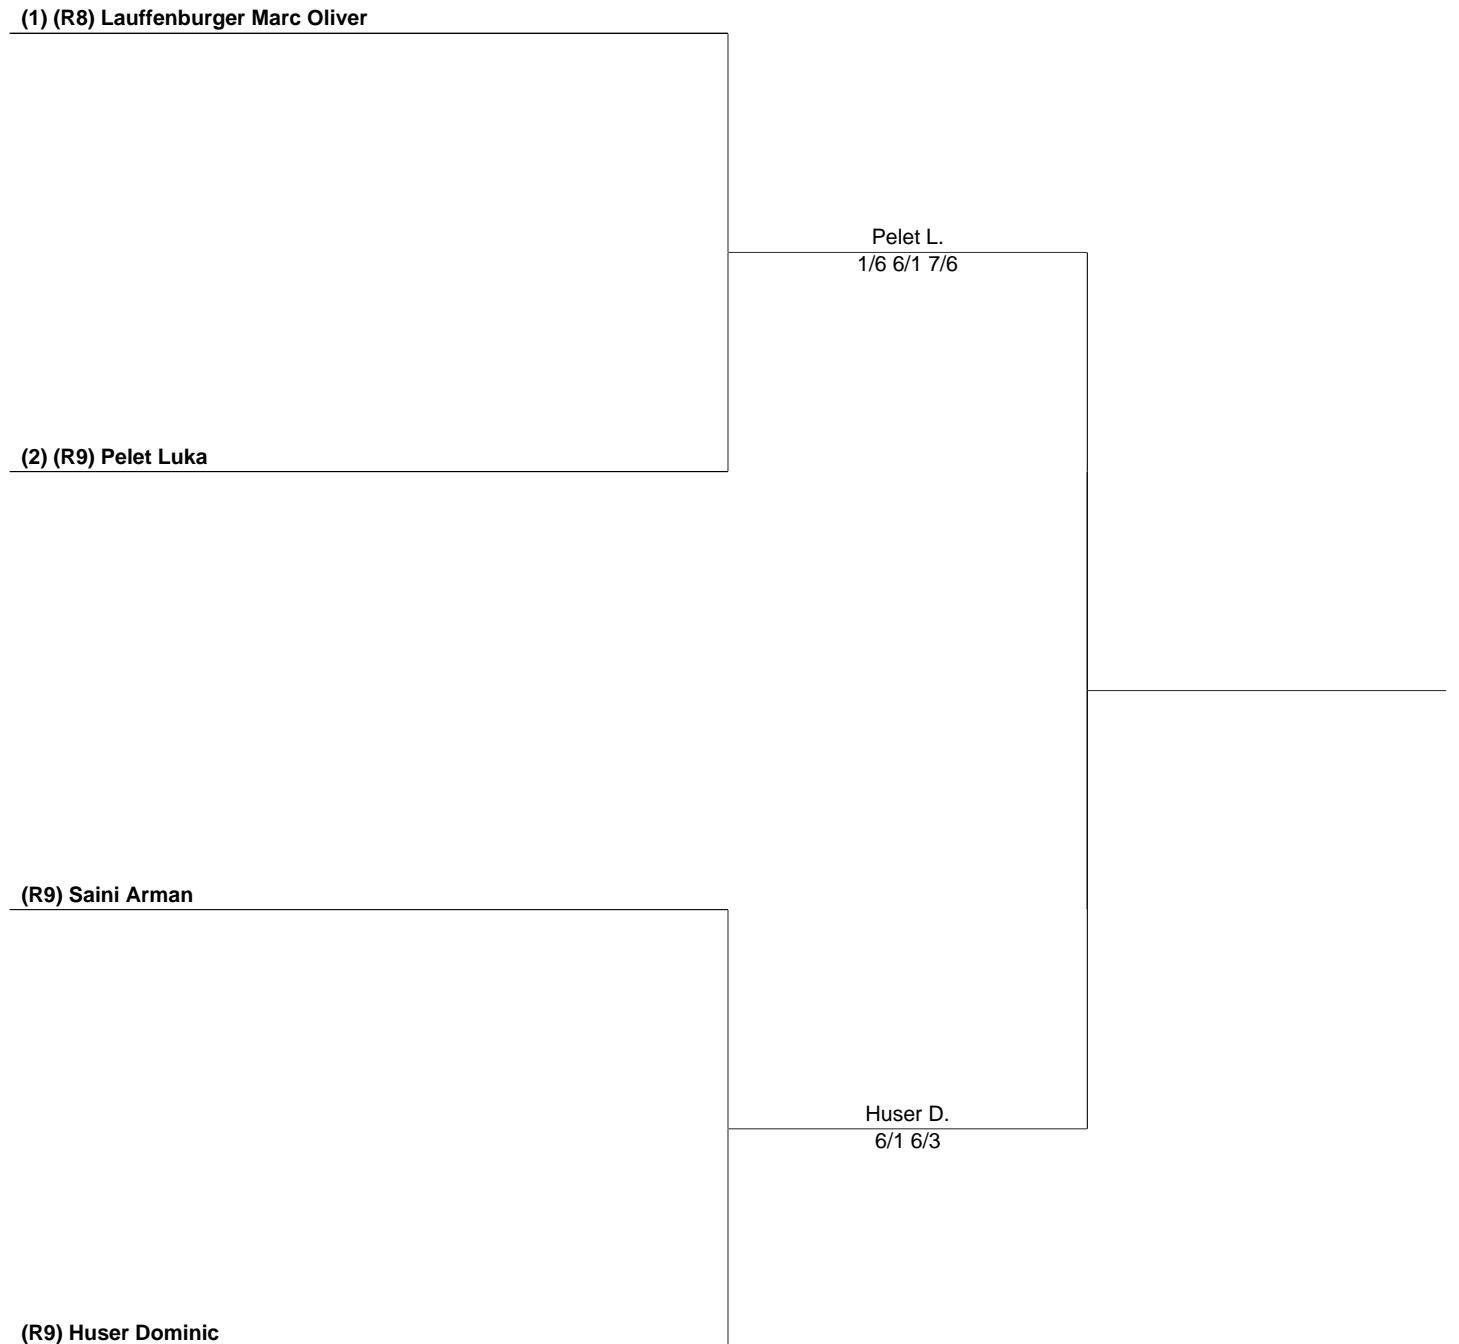 (1) (R8) Lauffenburger Marc Oliver
Pelet L.
1/6 6/1 7/6
(2) (R9) Pelet Luka
(R9) Saini Arman
Huser D.
6/1 6/3
(R9) Huser Dominic